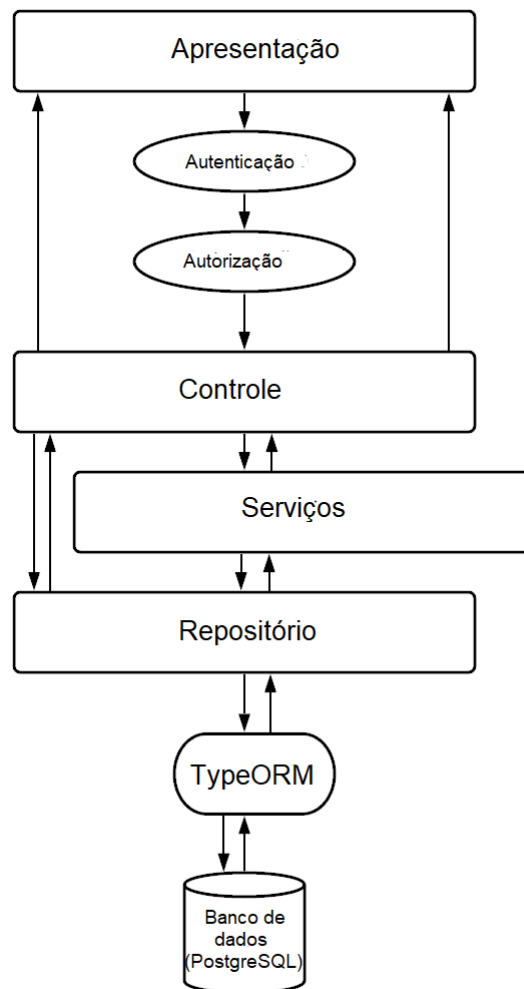 Apresentação
Autenticação
Autorização
Controle
Serviços
Repositório
TypeORM
Banco de
dados
(PostgreSQL)